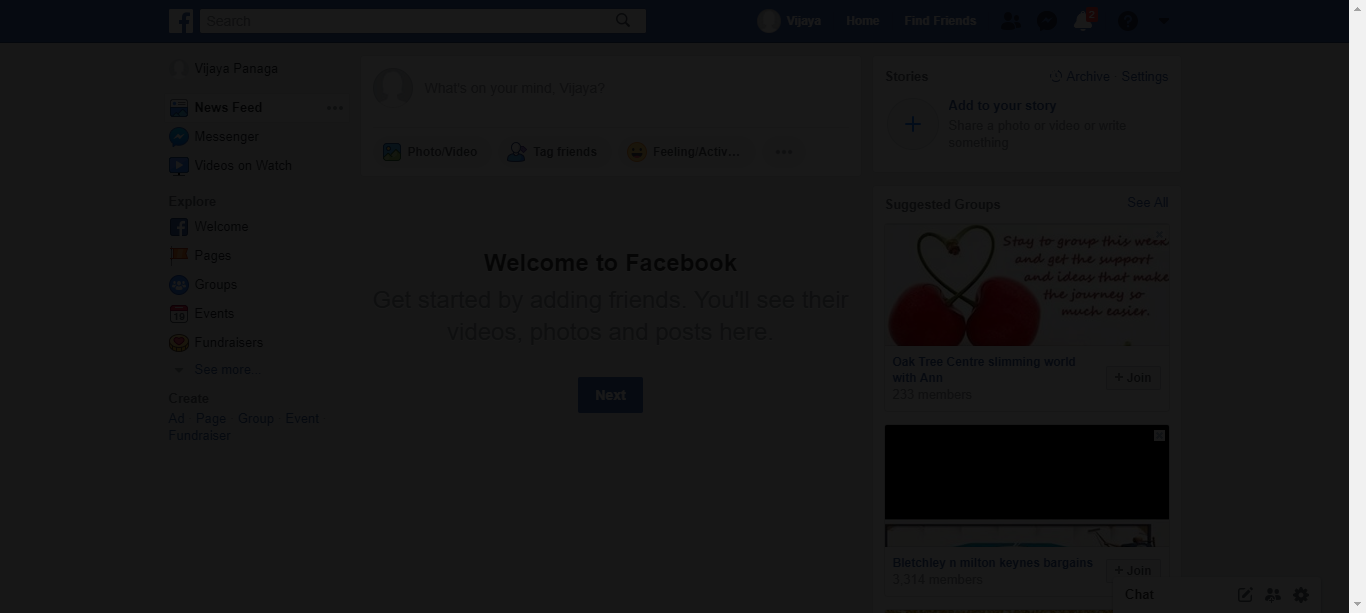 Search
Vijaya
Home
Find Friends
2
Vijaya Panaga
News Feed
Messenger
Videos on Watch
Explore
Welcome
Pages
Groups
Events
Fundraisers
See more...
Create
Ad Page Group Event
Fundraiser
What's on your mind, Vijaya?
Photo/Video
Tag friends
Feeling/Activ...
Welcome to Facebook
Get started by adding friends. You'll see their
videos, photos and posts here.
Next
Stories
Archive
Settings
Add to your story
Share a photo or video or write
something
Suggested Groups
See All
Stay to group this week
and get the support
and ideas that make
the journey so
much easier.
Oak Tree Centre slimming world
with Ann
233 members
+ Join
Bletchley n milton keynes bargains
3 314 members
+ Join
Chat